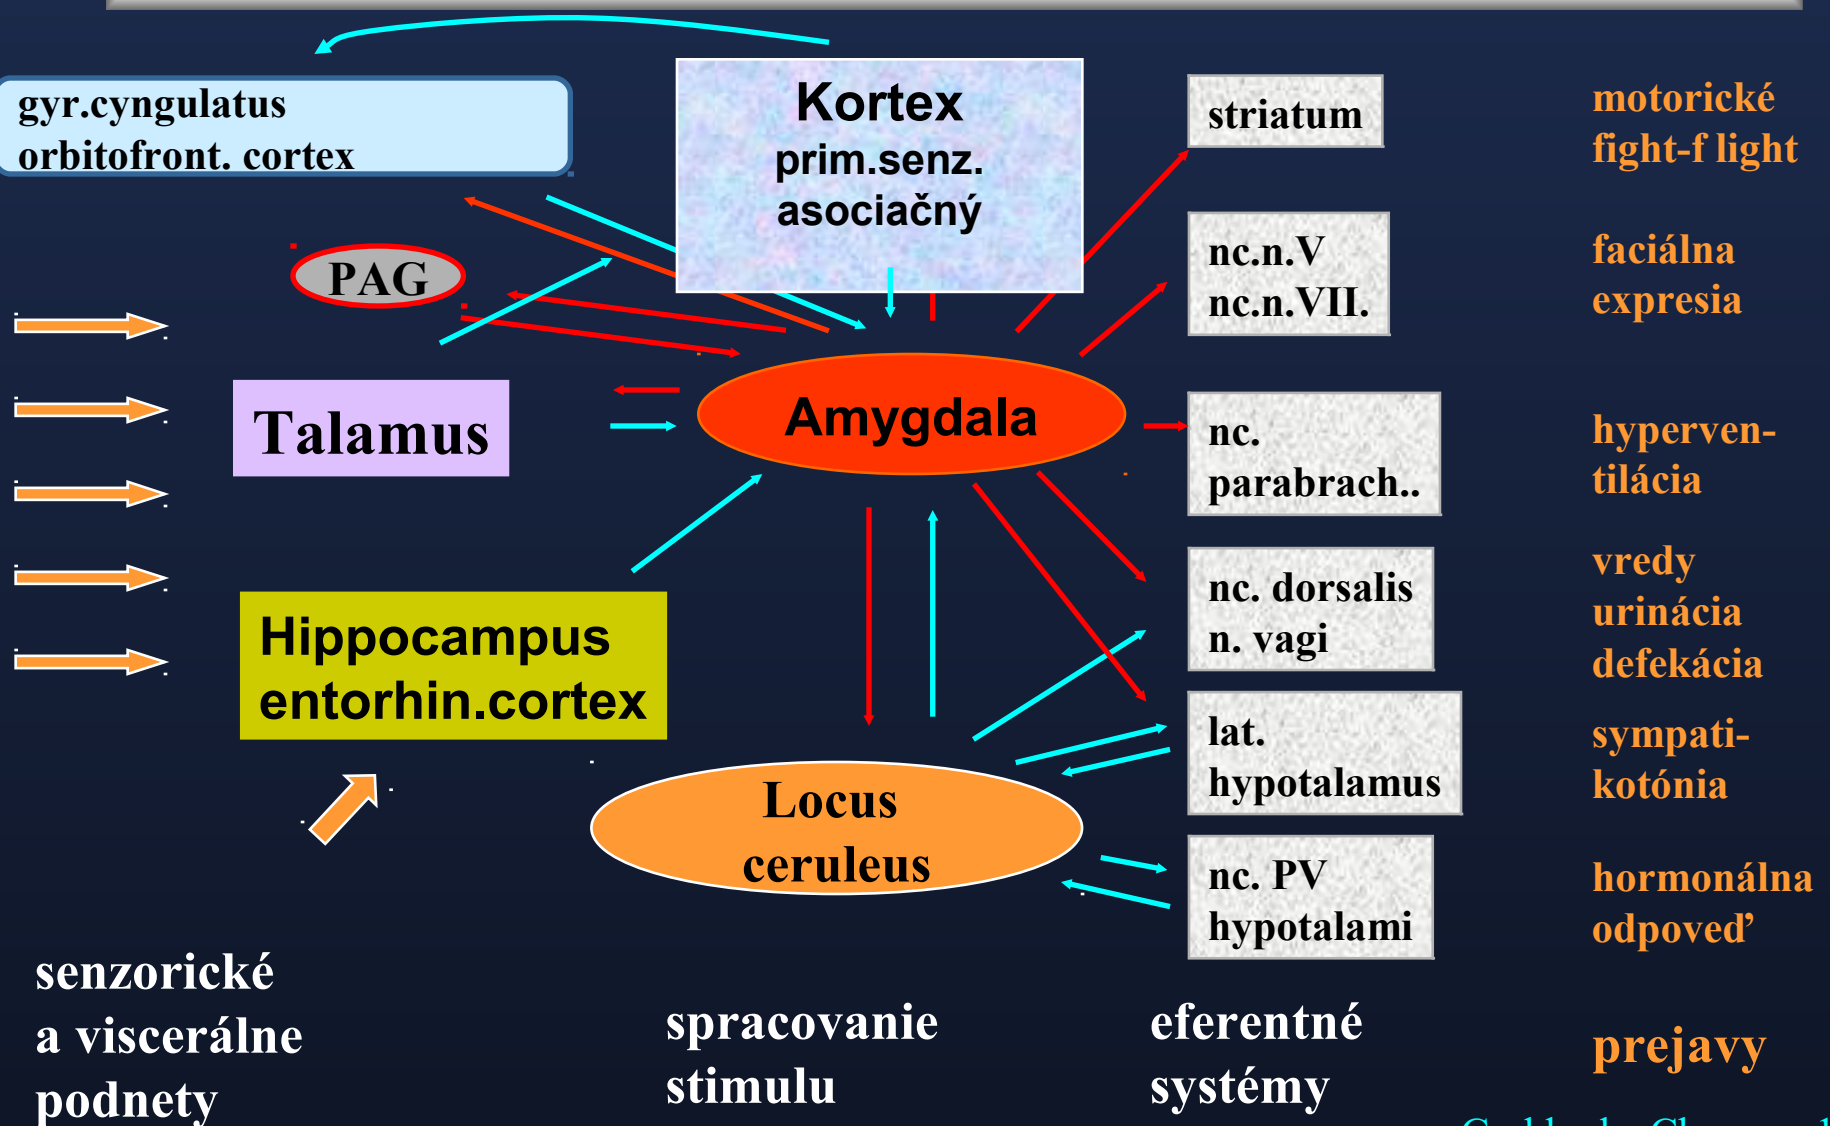 gyr.cyngulatus
orbitofront. cortex
Kortex
prim.senz.
asociačný
striatum
motorické
fight-f light
PAG
nc.n.V
nc.n.VII.
faciálna
expresia
Talamus
Amygdala
nc.
parabrach..
hyperven-
tilácia
Hippocampus
entorhin.cortex
nc. dorsalis
n. vagi
vredy
urinácia
defekácia
lat.
hypotalamus
sympati-
kotónia
Locus
ceruleus
nc. PV
hypotalami
hormonálna
odpoveď
senzorické
a viscerálne
podnety
spracovanie
stimulu
eferentné
systémy
prejavy